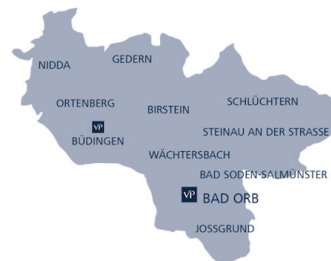 GEDERN
NIDDA
ORTENBERG
BIRSTEIN
SCHLÜCHTERN
VP
BÜDINGEN
STEINAU AN DER STRASSE
WÄCHTERSBACH
BAD SODEN-SALMÜNSTER
VP BAD ORB
JOSSGRUND